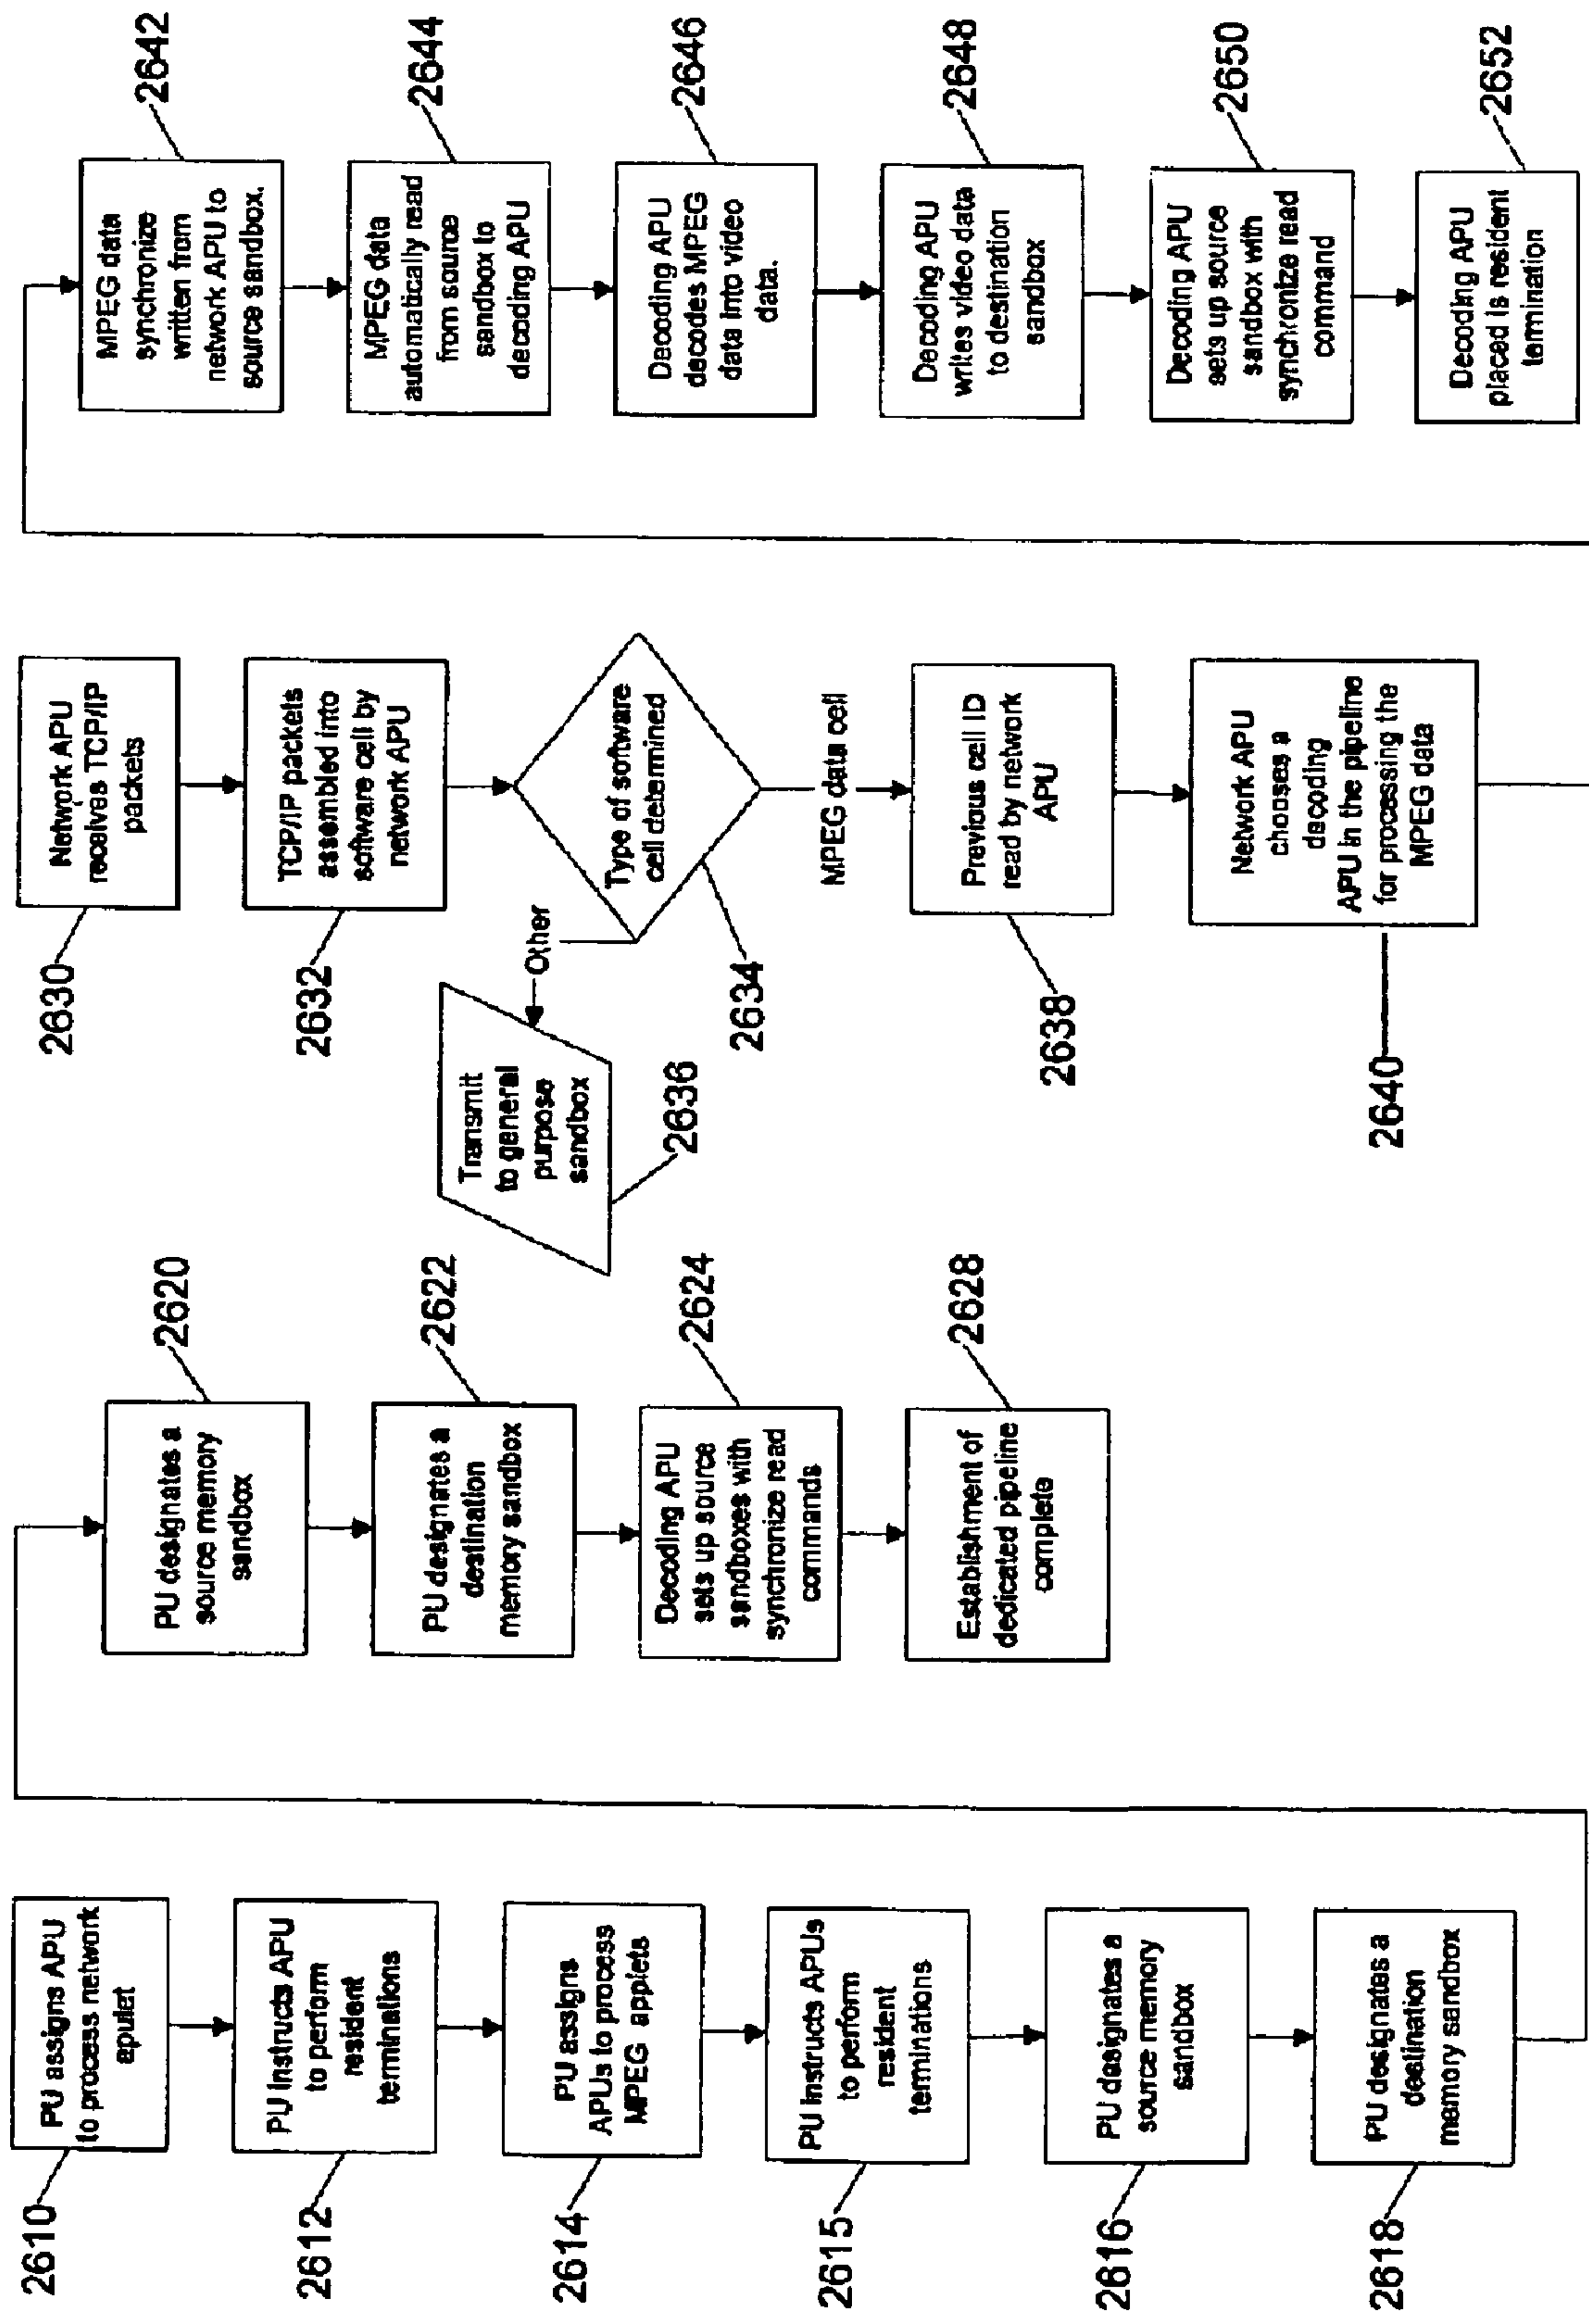 2610
PU assigns APU
to process network
apulet
2612
PU instructs APU
to perform
resident
terminations
2614
PU assigns
APUs to process
MPEG applets
2615
PU instructs APUs
to perform
resident
terminations
2616
PU designates a
source memory
sandbox
2618
PU designates a
destination
memory sandbox
PU designates a
source memory
sandbox
2620
PU designates a
destination
memory sandbox
2622
Decoding APU
sets up source
sandboxes with
synchronize read
commands
2624
Establishment of
dedicated pipeline
complete
2628
2630
Network APU
receives TCP/IP
packets
2632
TCP/IP packets
assembled into
software cell by
network APU
Type of software
cell determined
2634
Other
Transmit
to general
purpose
sandbox
2636
MPEG data cell
2638
Previous cell ID
read by network
APU
2640
Network APU
chooses a
decoding
APU in the pipeline
for processing the
MPEG data
MPEG data
synchronize
written from
network APU to
source sandbox.
2642
MPEG data
automatically read
from source
sandbox to
decoding APU
2644
Decoding APU
decodes MPEG
data into video
data.
2646
Decoding APU
writes video data
to destination
sandbox
2648
Decoding APU
sets up source
sandbox with
synchronize read
command
2650
Decoding APU
placed is resident
termination
2652